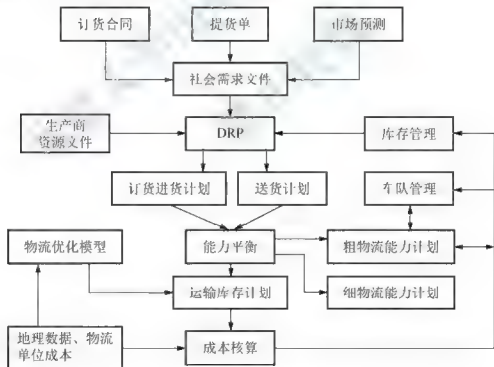 订货合同
提货单
市场预测
社会需求文件
生产商
资源文件
DRP
库存管理
订货进货计划
送货计划
车队管理
物流优化模型
能力平衡
粗物流能力计划
运输库存计划
细物流能力计划
地理数据、物流
单位成本
成本核算